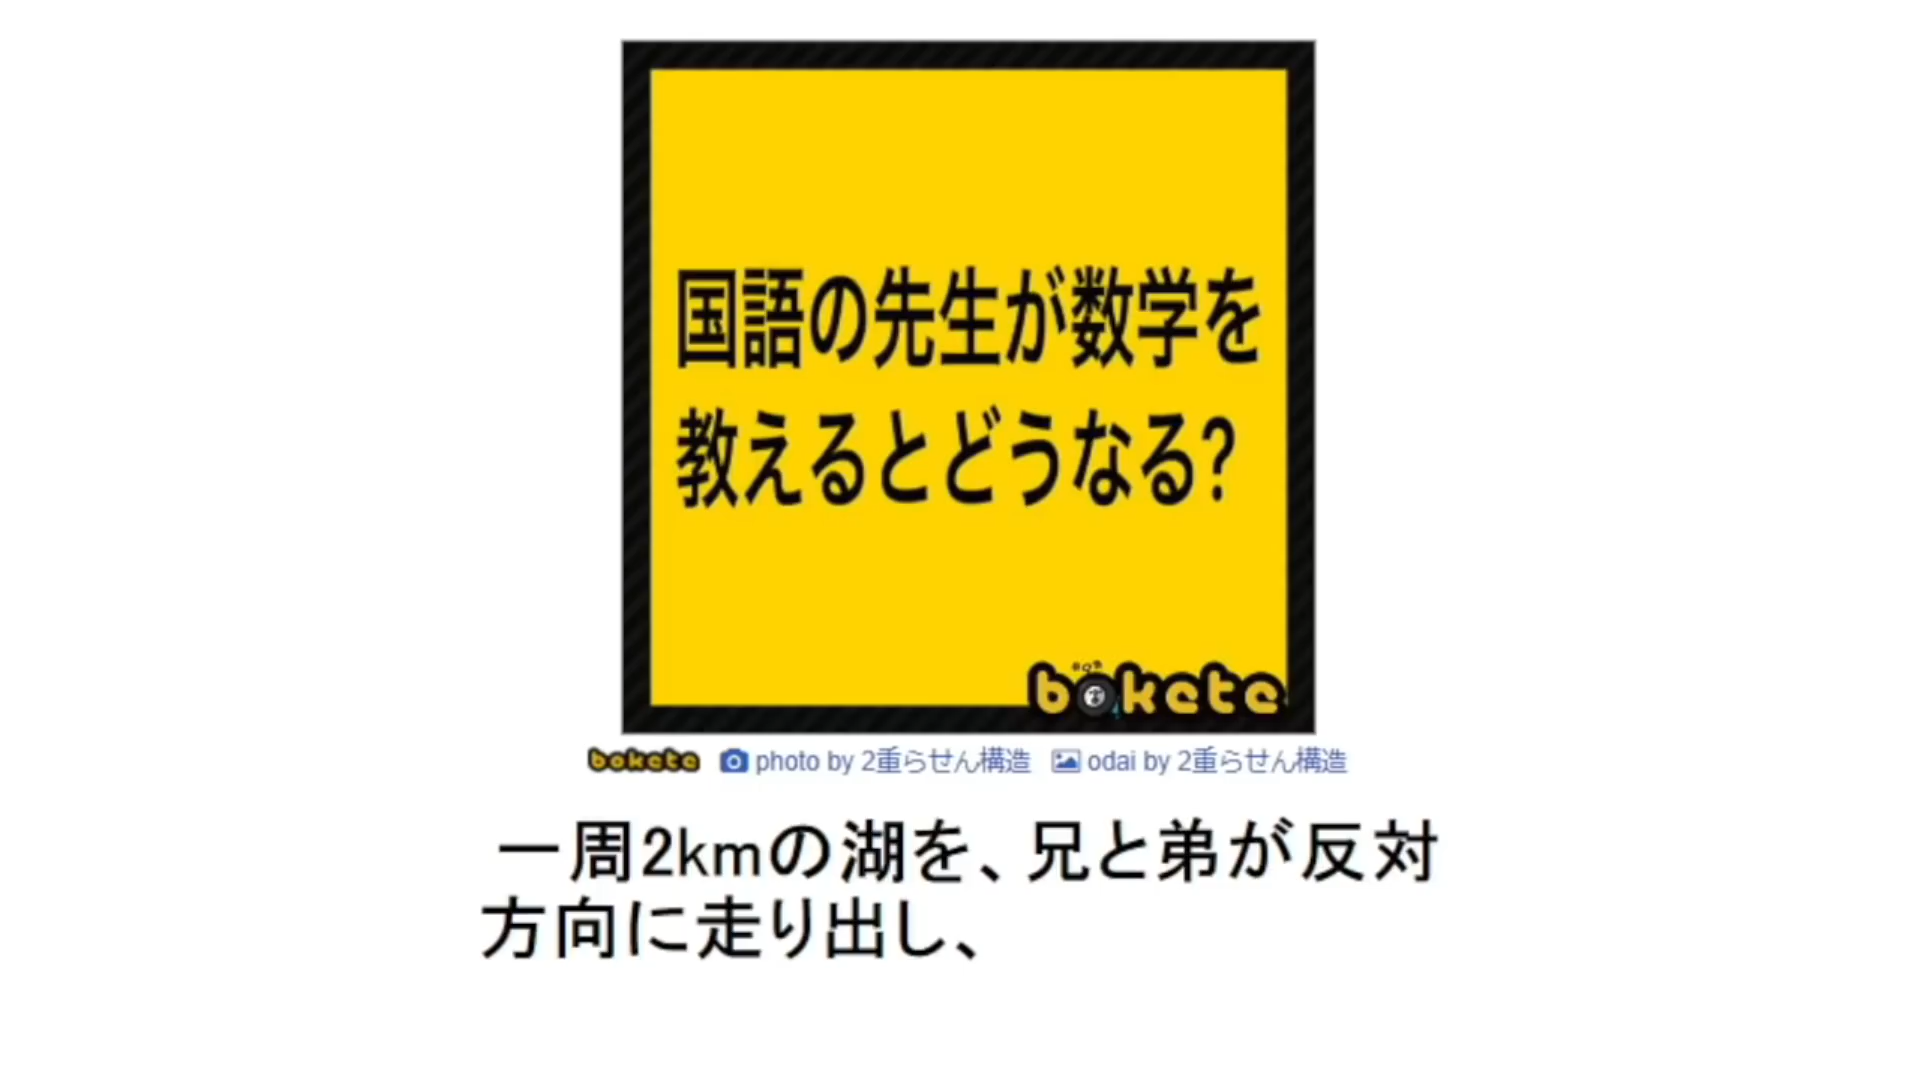 国語の先生が数学を
教えるとどうなる?
bokete
bokete photo by 2重らせん構造 odai by 2重らせん構造
一周2kmの湖を、兄と弟が反対
方向に走り出し、